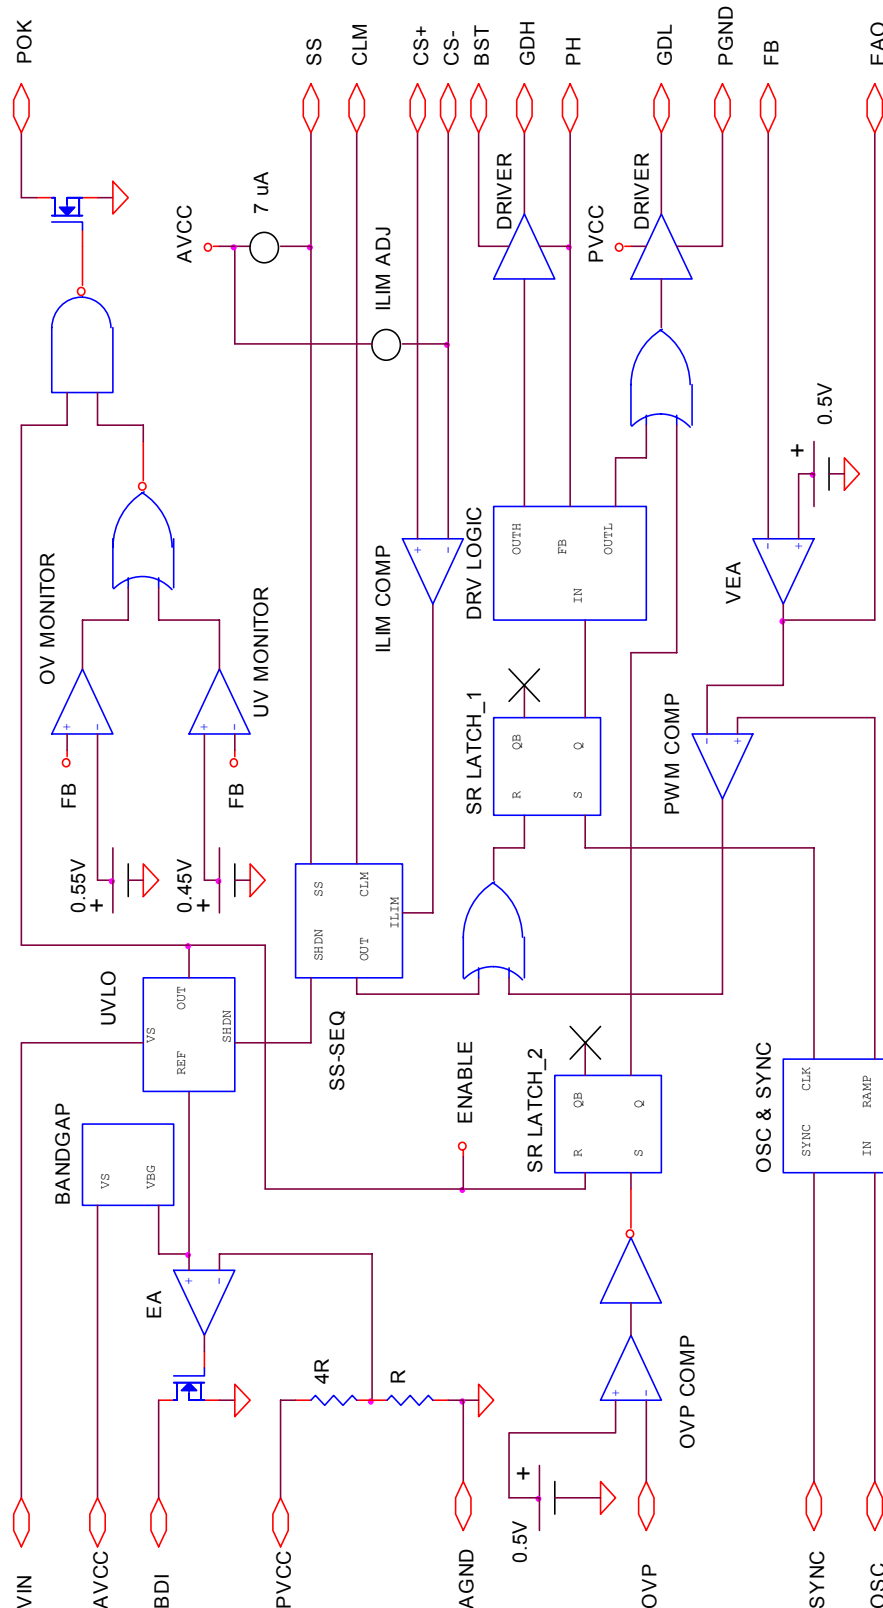 VIN
POK
AVCC
BANDGAP
VS
VBG
UVLO
VS
REF
OUT
SHDN
0.55V
+
FB
+
-
OV MONITOR
0.45V
+
FB
+
-
UV MONITOR
BDI
EA
+
-
PVCC
4R
R
AGND
AVCC
7 uA
SS
CLM
SS-SEQ
SHDN
SS
OUT
CLM
ILIM
ILIM COMP
+
-
ILIM ADJ
CS+
CS-
BST
ENABLE
SR LATCH_1
R
QB
S
Q
DRV LOGIC
OUTH
FB
IN
OUTL
DRIVER
GDH
PH
PVCC
DRIVER
GDL
PGND
SR LATCH_2
R
QB
S
Q
0.5V
+
OVP COMP
+
-
OVP
PWM COMP
-
+
VEA
-
+
0.5V
+
FB
OSC & SYNC
SYNC
CLK
IN
RAMP
SYNC
OSC
EAO